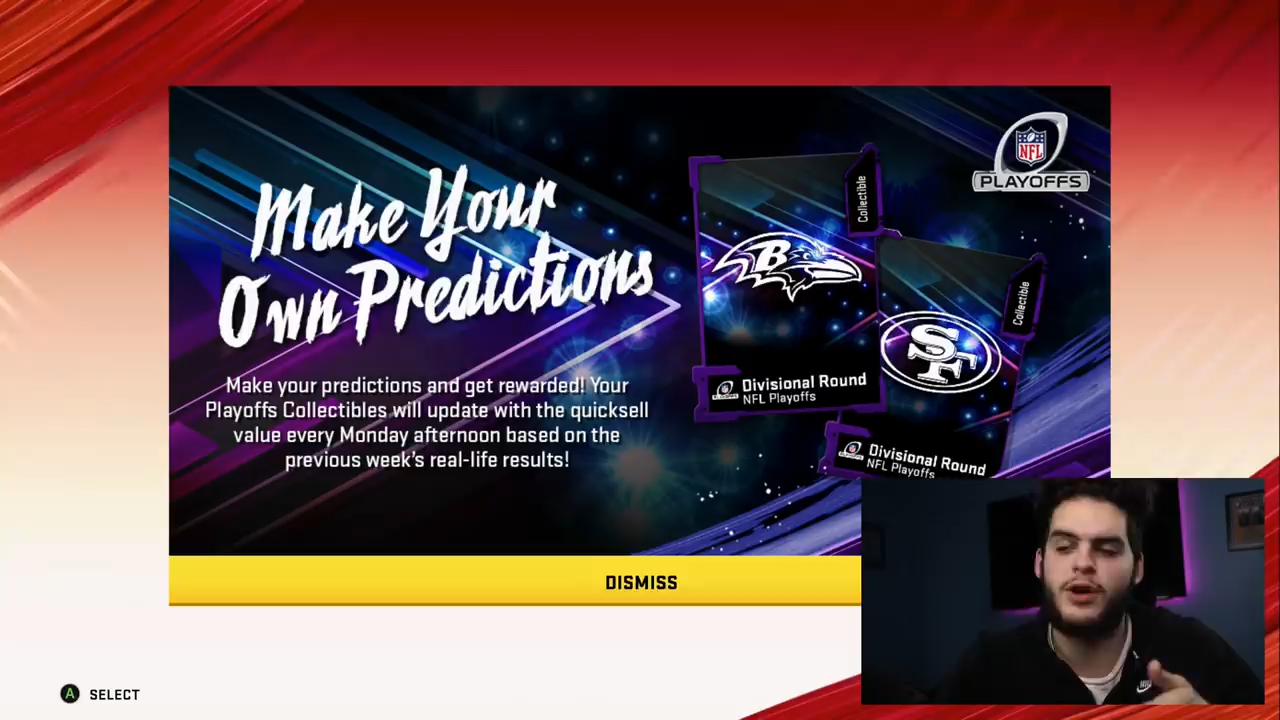 Make Your
Own Predictions
Make your predictions and get rewarded! Your
Playoffs Collectibles will update with the quicksell
value every Monday afternoon based on the
previous week's real-life results!
NFL
PLAYOFFS
Collectible
B
Divisional Round
NFL Playoffs
Collectible
SF
Divisional Round
NFL Playoffs
DISMISS
A SELECT